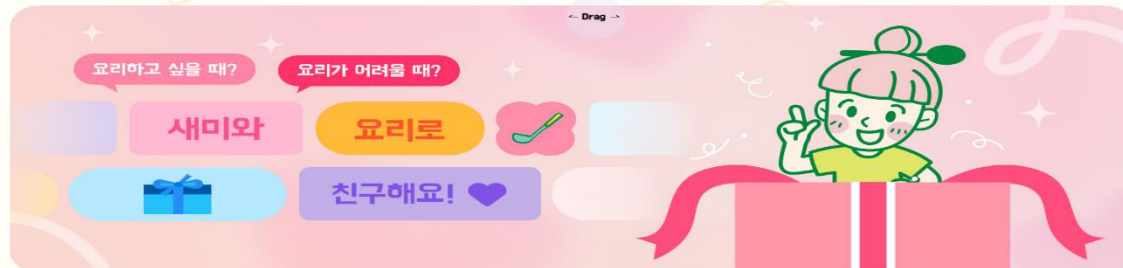 <- Drag ->
요리하고 싶을 때?
요리가 어려울 때?
새미와
요리로
친구해요!